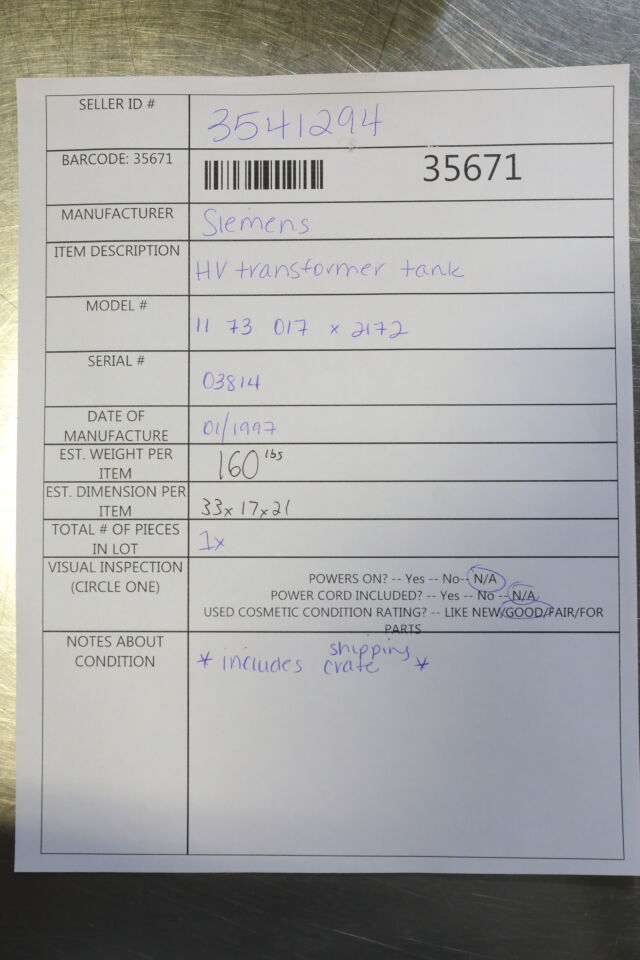 SELLER ID #
3541294
BARCODE: 35671
35671
MANUFACTURER
Siemens
ITEM DESCRIPTION
HV transformer tank
MODEL #
11 73 017 x 2172
SERIAL #
03814
DATE OF
MANUFACTURE
01/1997
EST. WEIGHT PER
ITEM
160 lbs
EST. DIMENSION PER
ITEM
33x 17x21
TOTAL # OF PIECES
IN LOT
1x
VISUAL INSPECTION
(CIRCLE ONE)
POWERS ON? -- Yes -- No-- N/A
POWER CORD INCLUDED? -- Yes -- No -- N/A
USED COSMETIC CONDITION RATING? -- LIKE NEW/GOOD/FAIR/FOR
PARTS
NOTES ABOUT
CONDITION
* includes shipping crate *